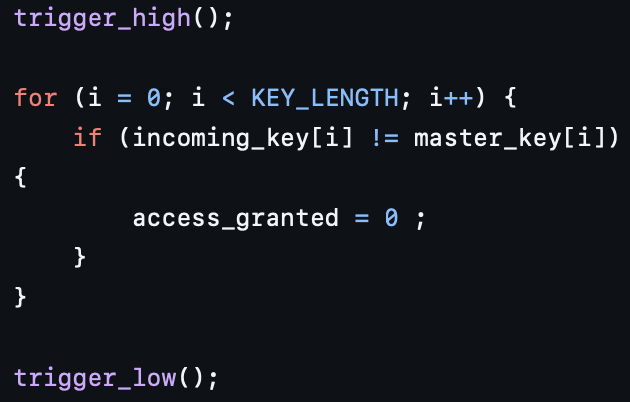 trigger_high();
for (i = 0; i < KEY_LENGTH; i++) {
    if (incoming_key[i] != master_key[i])
{
        access_granted = 0 ;
    }
}
trigger_low();